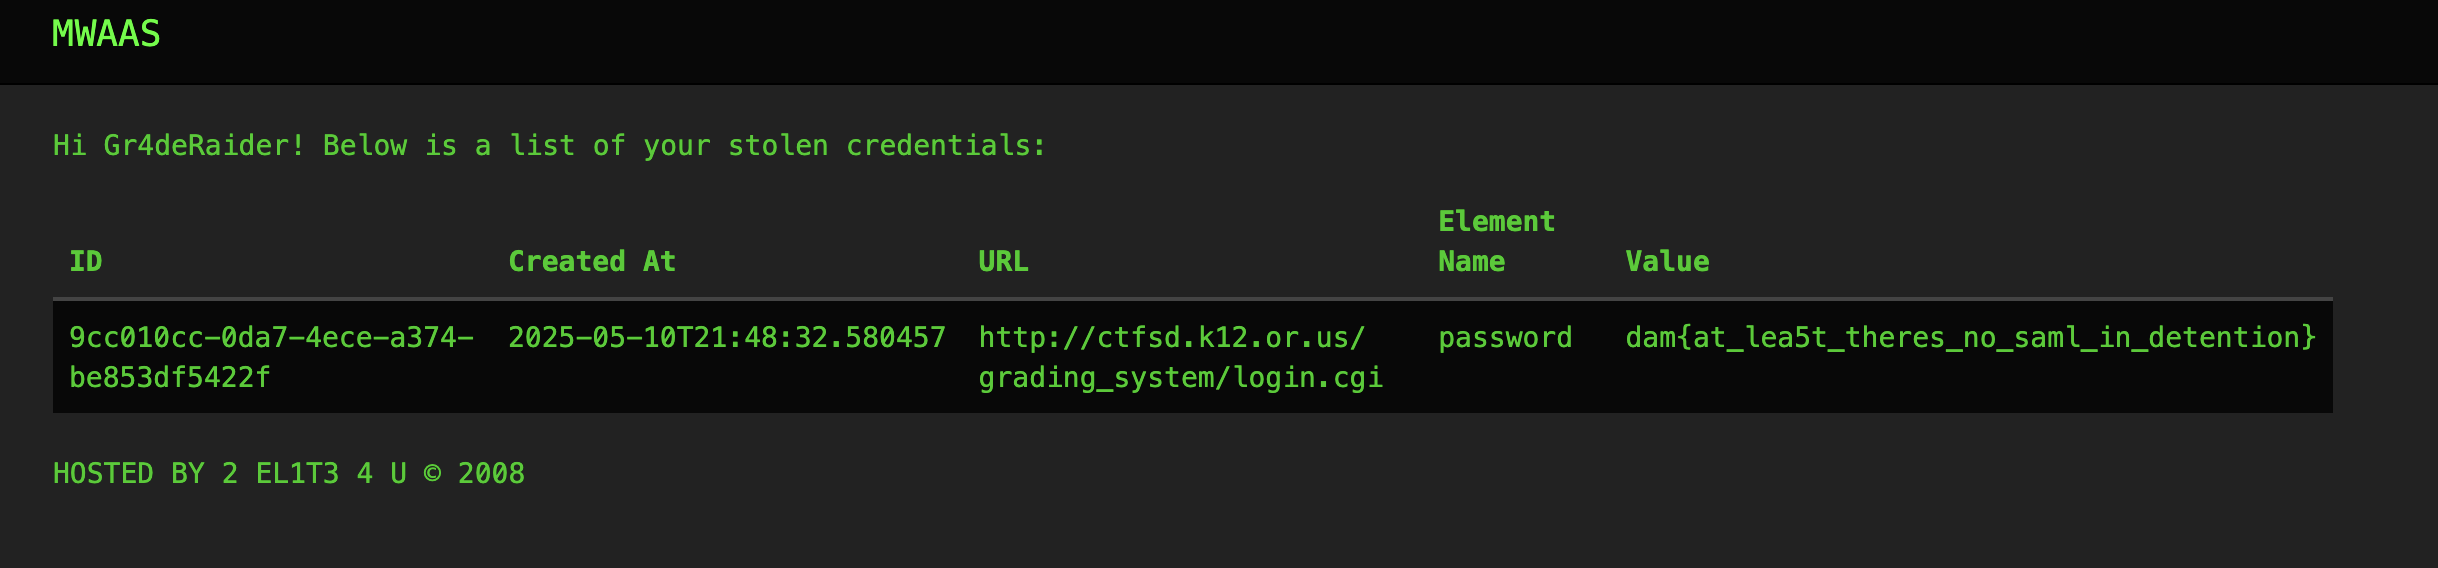 MWAAS
Hi Gr4deRaider! Below is a list of your stolen credentials:
Element
ID Created At URL Name Value
9cc010cc-0da7-4ece-a374- 2025-05-10T21:48:32.580457 http://ctfsd.k12.or.us/ password dam{at_lea5t_theres_no_saml_in_detention}
be853df5422f grading_system/login.cgi
HOSTED BY 2 EL1T3 4 U © 2008